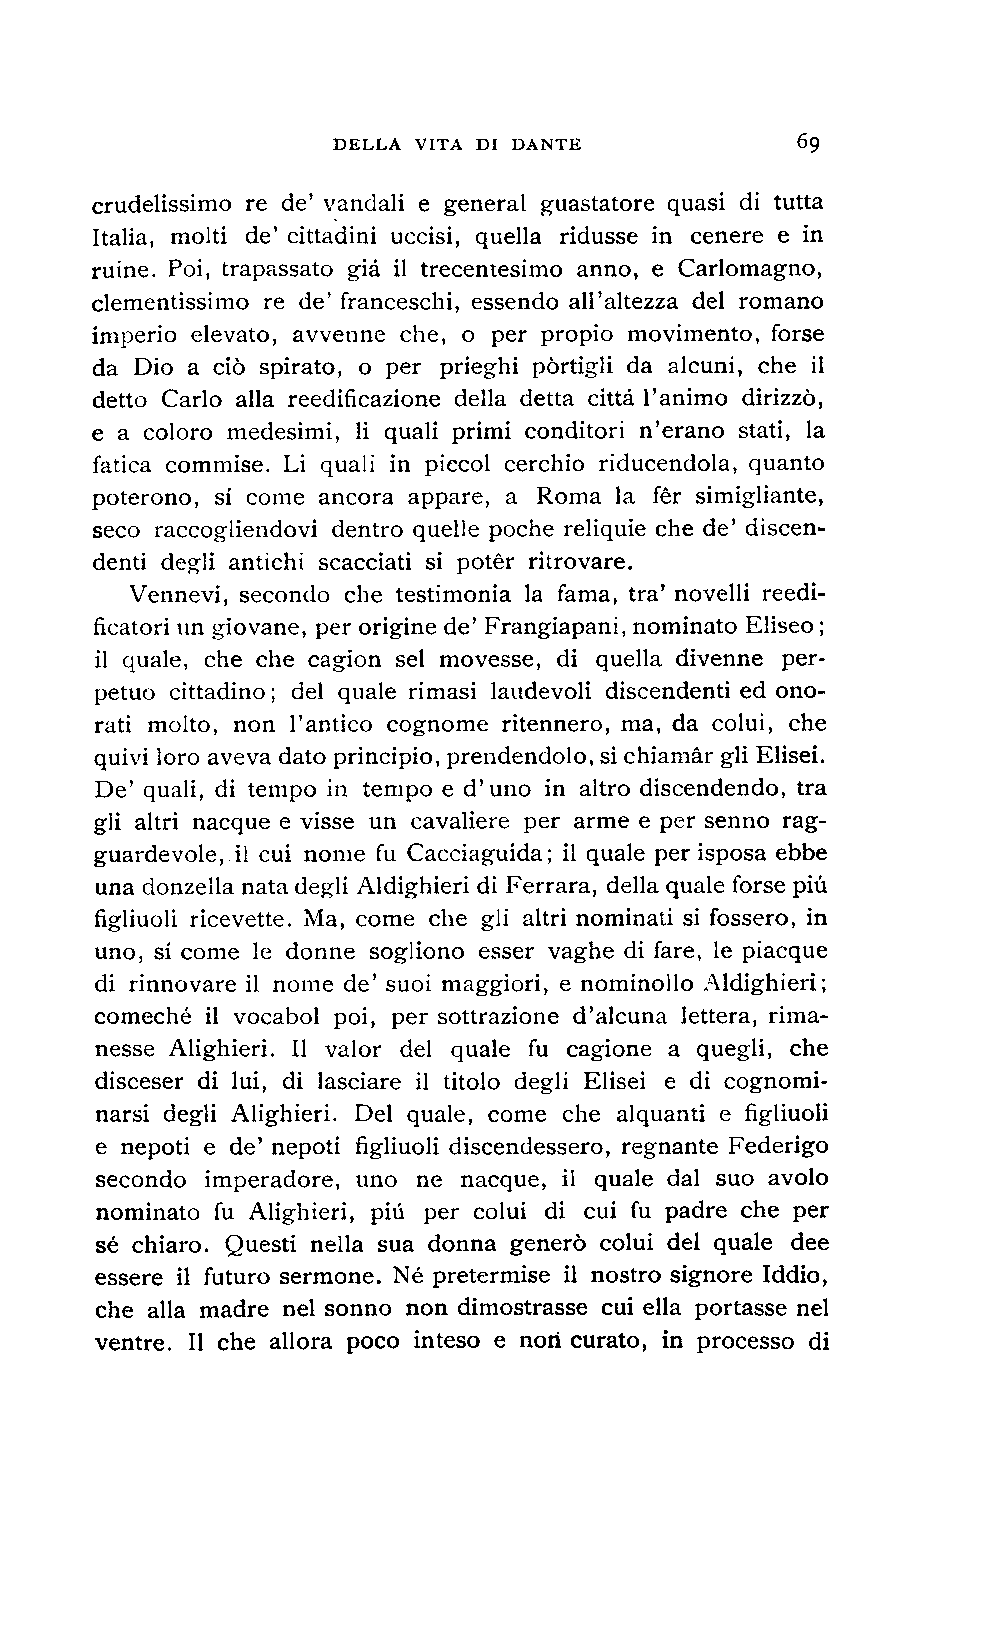 DELLA VITA DI DANTE 69
crudelissimo re de' vandali e general guastatore quasi di tutta
Italia, molti de' cittadini uccisi, quella ridusse in cenere e in
ruine. Poi, trapassato giá il trecentesimo anno, e Carlomagno,
clementissimo re de' franceschi, essendo all'altezza del romano
imperio elevato, avvenne che, o per propio movimento, forse
da Dio a ciò spirato, o per prieghi pòrtigli da alcuni, che il
detto Carlo alla reedificazione della detta cittá l'animo dirizzò,
e a coloro medesimi, li quali primi conditori n'erano stati, la
fatica commise. Li quali in piccol cerchio riducendola, quanto
poterono, sí come ancora appare, a Roma la fêr simigliante,
seco raccogliendovi dentro quelle poche reliquie che de' discen-
denti degli antichi scacciati si potêr ritrovare.
Vennevi, secondo che testimonia la fama, tra' novelli reedi-
ficatori un giovane, per origine de' Frangiapani, nominato Eliseo;
il quale, che che cagion sel movesse, di quella divenne per-
petuo cittadino; del quale rimasi laudevoli discendenti ed ono-
rati molto, non l'antico cognome ritennero, ma, da colui, che
quivi loro aveva dato principio, prendendolo, si chiamâr gli Elisei.
De' quali, di tempo in tempo e d'uno in altro discendendo, tra
gli altri nacque e visse un cavaliere per arme e per senno rag-
guardevole, il cui nome fu Cacciaguida; il quale per isposa ebbe
una donzella nata degli Aldighieri di Ferrara, della quale forse piú
figliuoli ricevette. Ma, come che gli altri nominati si fossero, in
uno, sí come le donne sogliono esser vaghe di fare, le piacque
di rinnovare il nome de' suoi maggiori, e nominollo Aldighieri;
comeché il vocabol poi, per sottrazione d'alcuna lettera, rima-
nesse Alighieri. Il valor del quale fu cagione a quegli, che
disceser di lui, di lasciare il titolo degli Elisei e di cognomi-
narsi degli Alighieri. Del quale, come che alquanti e figliuoli
e nepoti e de' nepoti figliuoli discendessero, regnante Federigo
secondo imperadore, uno ne nacque, il quale dal suo avolo
nominato fu Alighieri, piú per colui di cui fu padre che per
sé chiaro. Questi nella sua donna generò colui del quale dee
essere il futuro sermone. Né pretermise il nostro signore Iddio,
che alla madre nel sonno non dimostrasse cui ella portasse nel
ventre. Il che allora poco inteso e non curato, in processo di